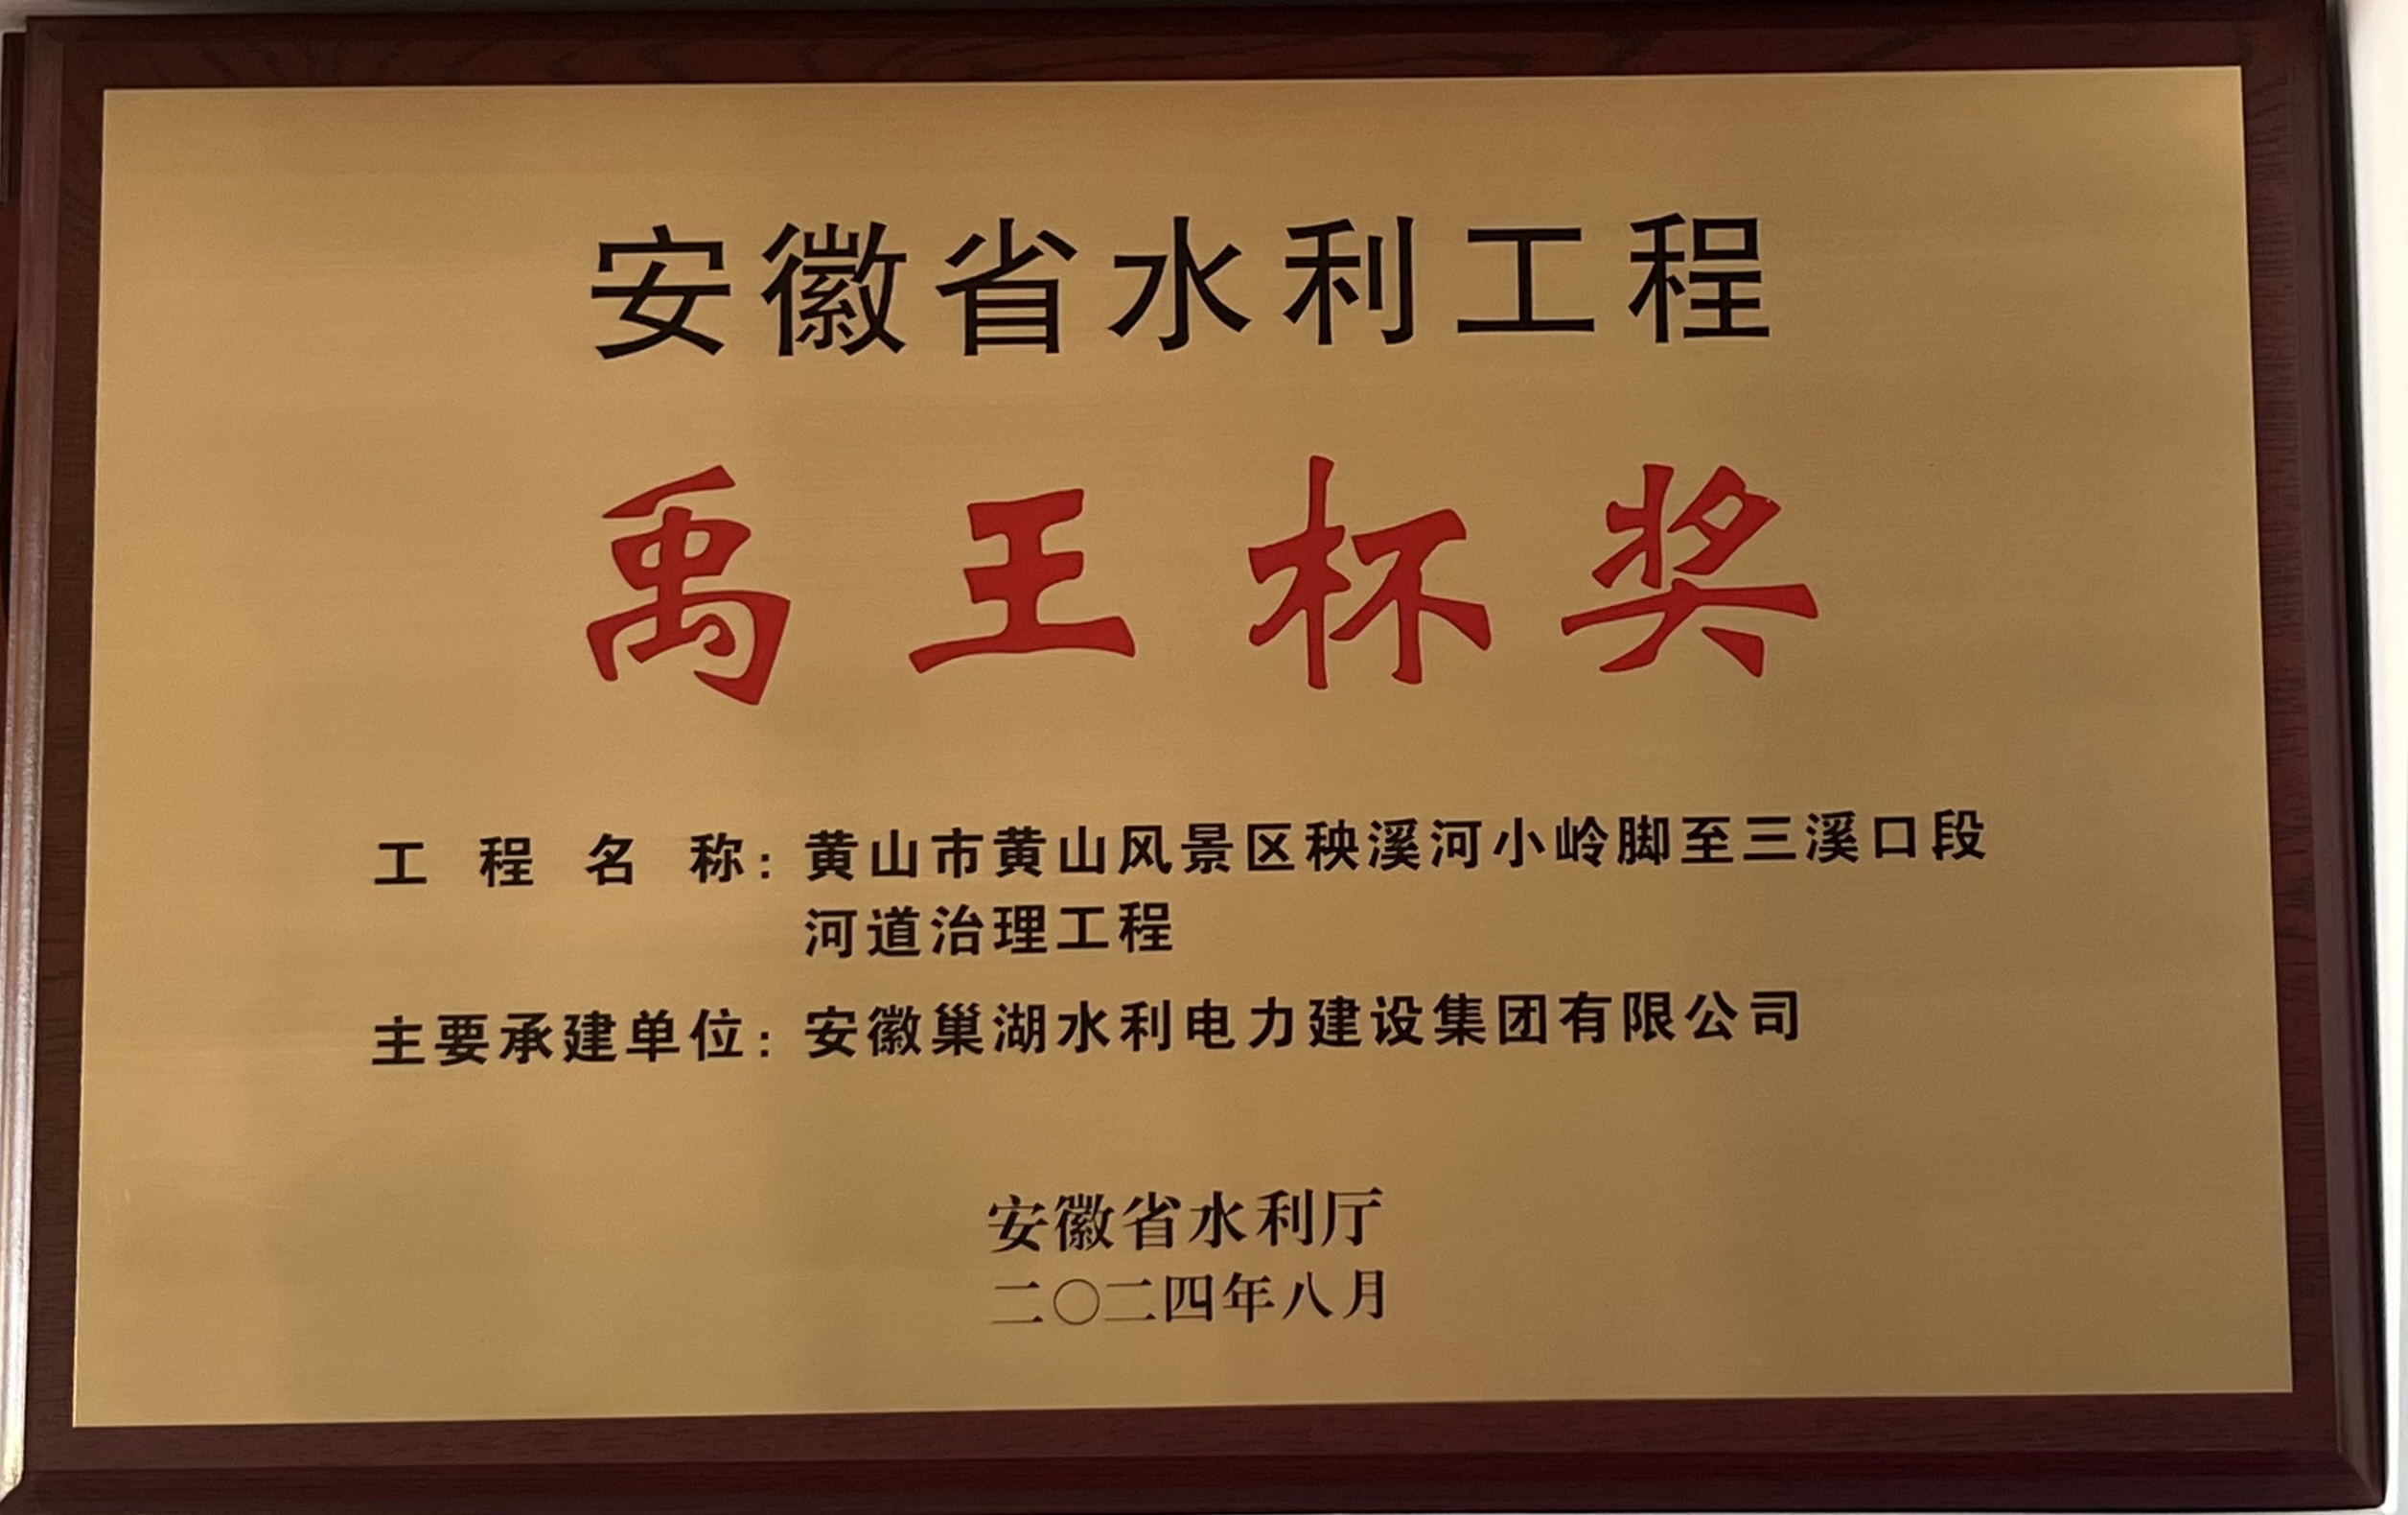 安徽省水利工程
禹王杯奖
工程名称：黄山市黄山风景区秧溪河小岭脚至三溪口段
河道治理工程
主要承建单位：安徽巢湖水利电力建设集团有限公司
安徽省水利厅
二〇二四年八月